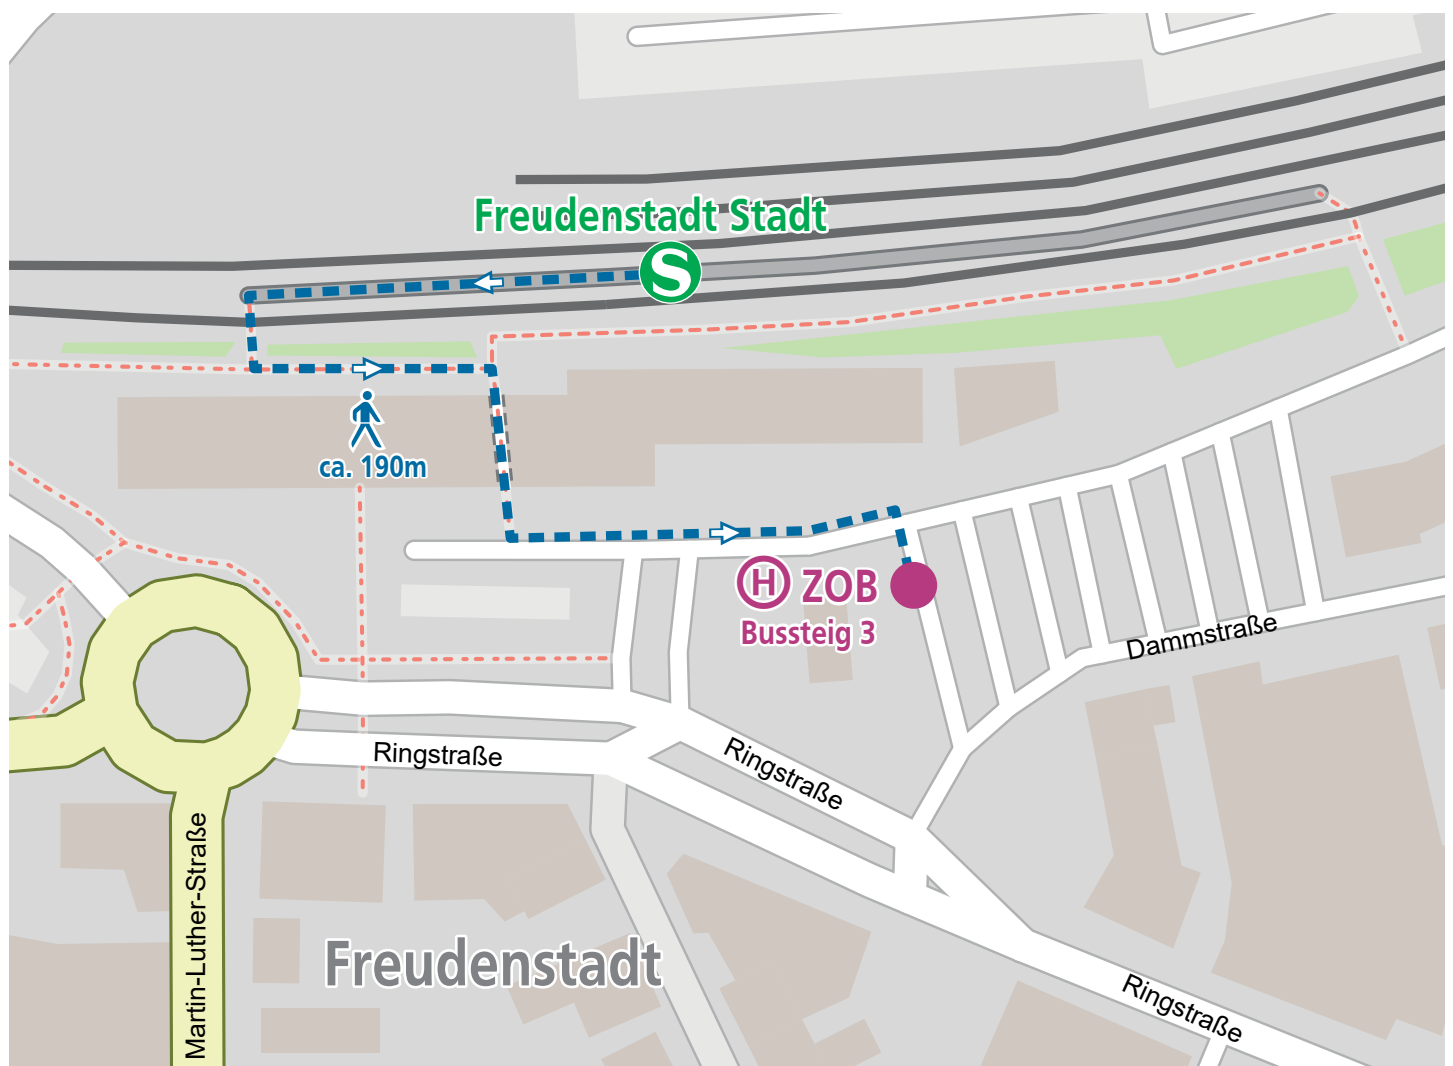 Freudenstadt Stadt
S
ca. 190m
H ZOB
Bussteig 3
Dammstraße
Ringstraße
Ringstraße
Martin-Luther-Straße
Freudenstadt
Ringstraße